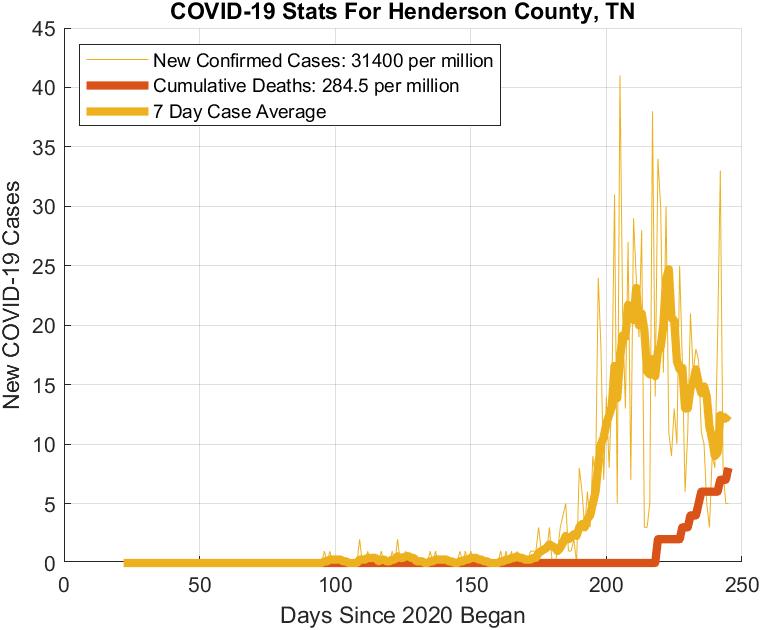 COVID-19 Stats For Henderson County, TN
New Confirmed Cases: 31400 per million
Cumulative Deaths: 284.5 per million
7 Day Case Average
New COVID-19 Cases
45
40
35
30
25
20
15
10
5
0
0 50 100 150 200 250
Days Since 2020 Began